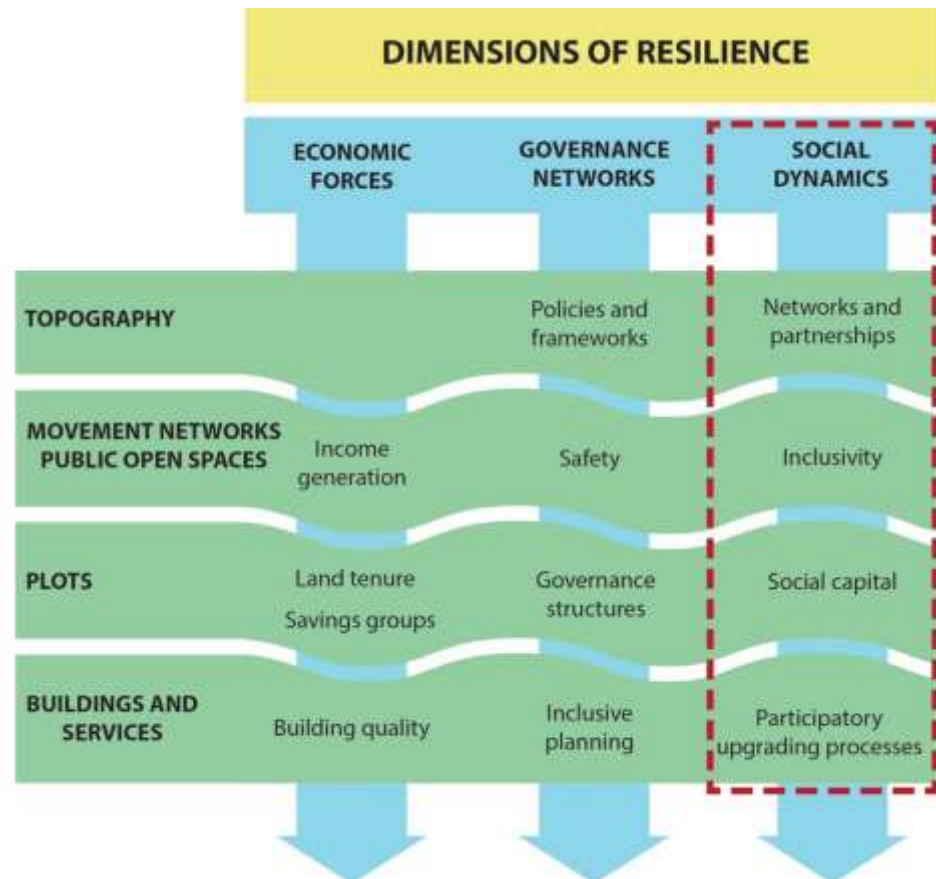 DIMENSIONS OF RESILIENCE
ECONOMIC
FORCES
GOVERNANCE
NETWORKS
SOCIAL
DYNAMICS
TOPOGRAPHY
Policies and
frameworks
Networks and
partnerships
MOVEMENT NETWORKS
PUBLIC OPEN SPACES
Income
generation
Safety
Inclusivity
PLOTS
Land tenure
Savings groups
Governance
structures
Social capital
BUILDINGS AND
SERVICES
Building quality
Inclusive
planning
Participatory
upgrading processes